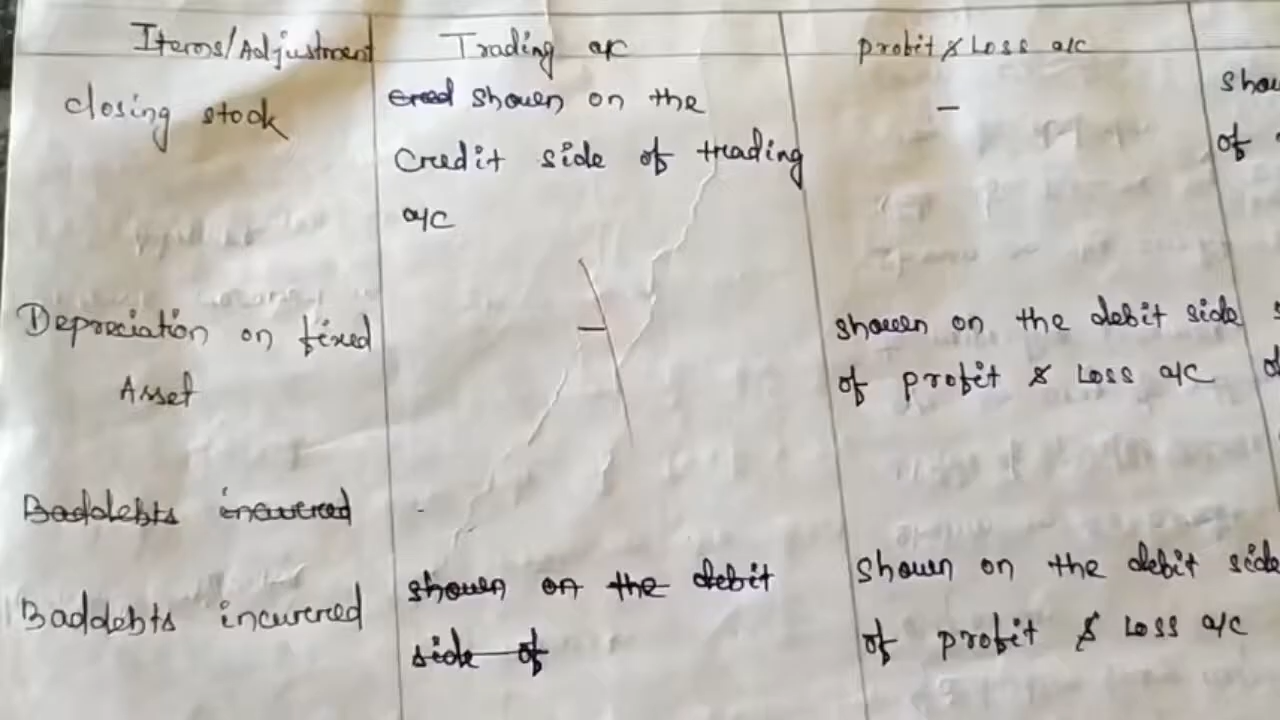 Items/Adjustment Trading a/c Probit & Loss a/c
Closing stock
shown on the
Credit side of trading
a/c
—
of
Depreciation on fixed
Asset
—
shown on the debit side
of profit & Loss a/c
Baddebts incurred
Baddebts incurred
shown on the debit
side of
shown on the debit side
of profit & Loss a/c